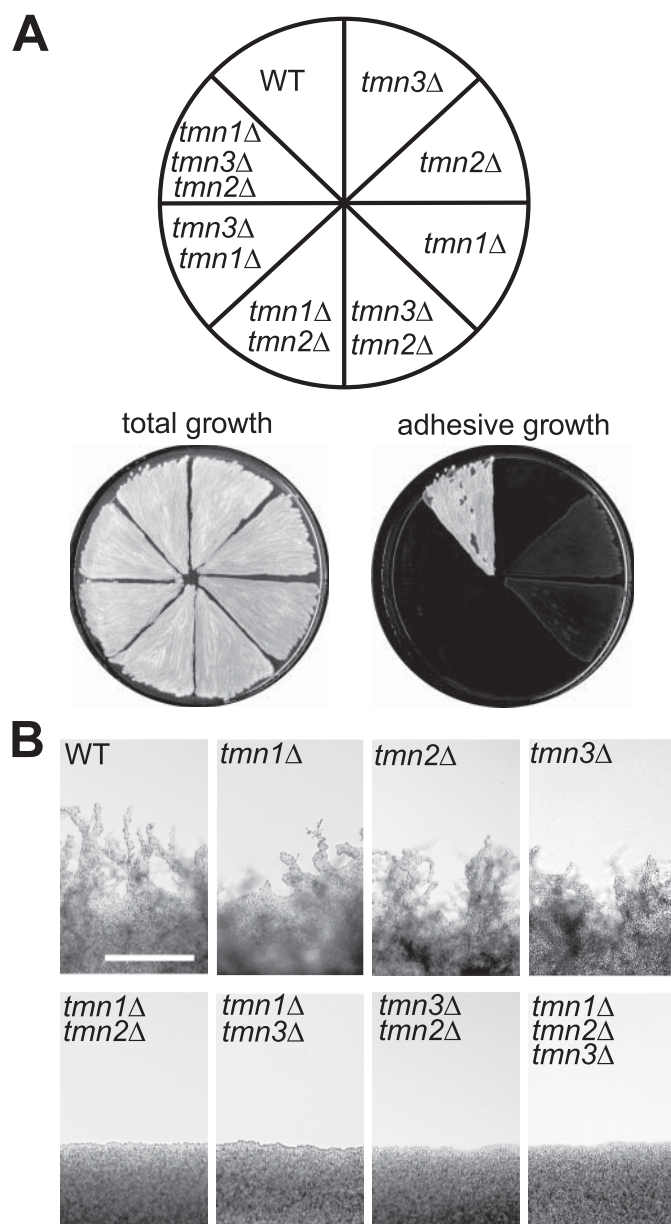 A
WT
tmn3Δ
tmn1Δ
tmn3Δ
tmn2Δ
tmn2Δ
tmn3Δ
tmn1Δ
tmn1Δ
tmn1Δ
tmn2Δ
tmn3Δ
tmn2Δ
total growth
adhesive growth
B
WT
tmn1Δ
tmn2Δ
tmn3Δ
tmn1Δ
tmn2Δ
tmn1Δ
tmn3Δ
tmn3Δ
tmn2Δ
tmn1Δ
tmn2Δ
tmn3Δ